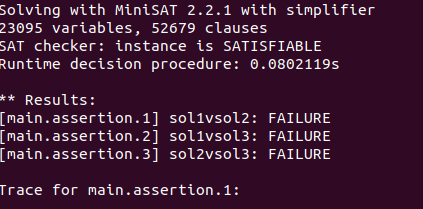 Solving with MiniSAT 2.2.1 with simplifier
23095 variables, 52679 clauses
SAT checker: instance is SATISFIABLE
Runtime decision procedure: 0.0802119s
** Results:
[main.assertion.1] sol1vsol2: FAILURE
[main.assertion.2] sol1vsol3: FAILURE
[main.assertion.3] sol2vsol3: FAILURE
Trace for main.assertion.1: